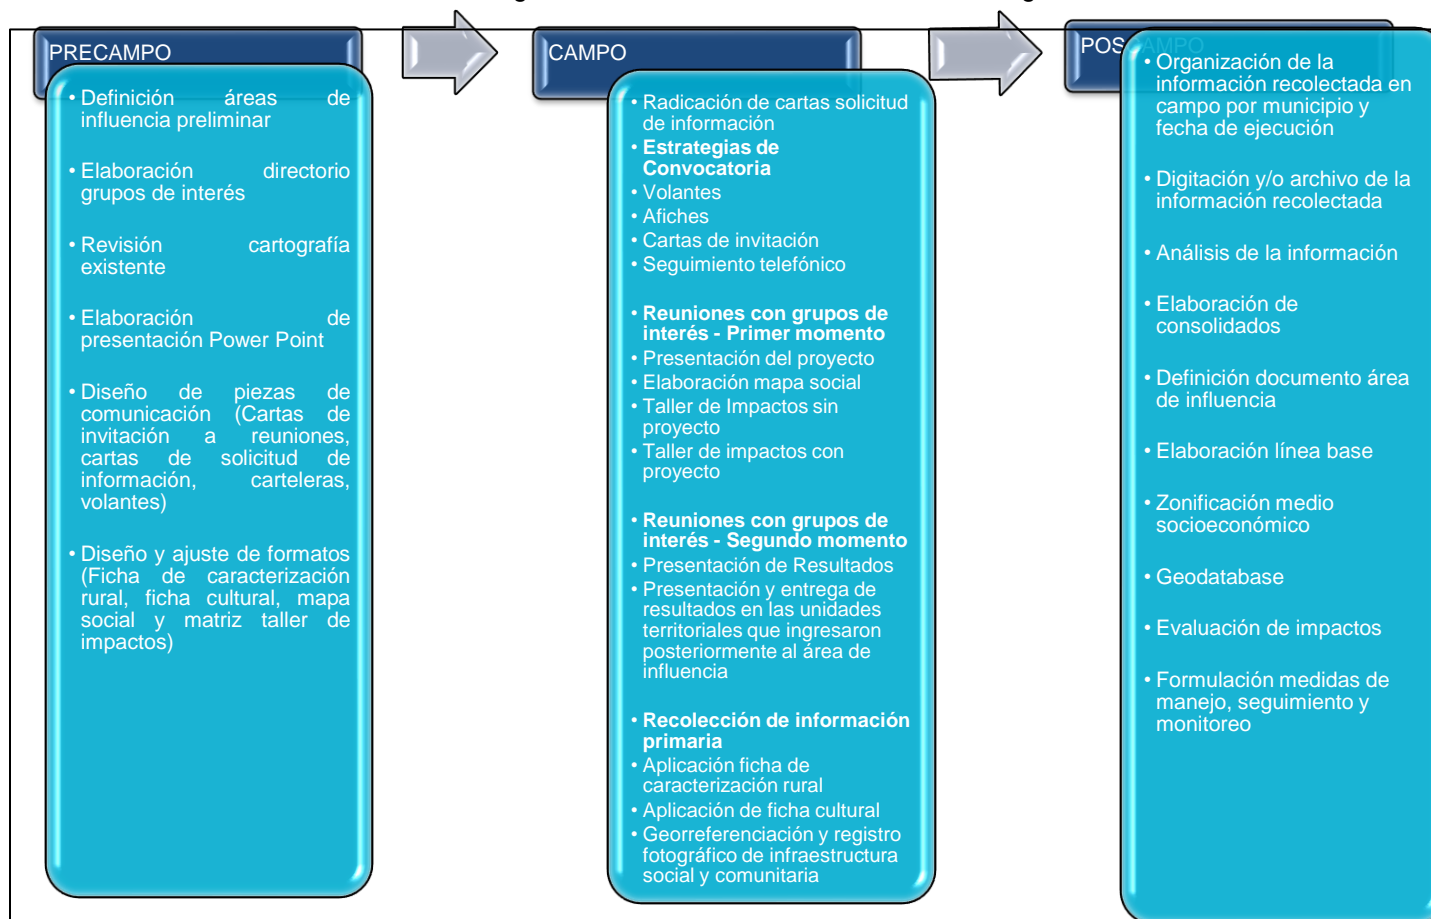 PRECAMPO
• Definición áreas de
influencia preliminar
• Elaboración directorio
grupos de interés
• Revisión cartografía
existente
• Elaboración de
presentación Power Point
• Diseño de piezas de
comunicación (Cartas de
invitación a reuniones,
cartas de solicitud de
información, carteleras,
volantes)
• Diseño y ajuste de formatos
(Ficha de caracterización
rural, ficha cultural, mapa
social y matriz taller de
impactos)
CAMPO
• Radicación de cartas solicitud
de información
• Estrategias de
Convocatoria
• Volantes
• Afiches
• Cartas de invitación
• Seguimiento telefónico
• Reuniones con grupos de
interés - Primer momento
• Presentación del proyecto
• Elaboración mapa social
• Taller de Impactos sin
proyecto
• Taller de impactos con
proyecto
• Reuniones con grupos de
interés - Segundo momento
• Presentación de Resultados
• Presentación y entrega de
resultados en las unidades
territoriales que ingresaron
posteriormente al área de
influencia
• Recolección de información
primaria
• Aplicación ficha de
caracterización rural
• Aplicación de ficha cultural
• Georreferenciación y registro
fotográfico de infraestructura
social y comunitaria
POSCAMPO
• Organización de la
información recolectada en
campo por municipio y
fecha de ejecución
• Digitación y/o archivo de la
información recolectada
• Análisis de la información
• Elaboración de
consolidados
• Definición documento área
de influencia
• Elaboración línea base
• Zonificación medio
socioeconómico
• Geodatabase
• Evaluación de impactos
• Formulación medidas de
manejo, seguimiento y
monitoreo